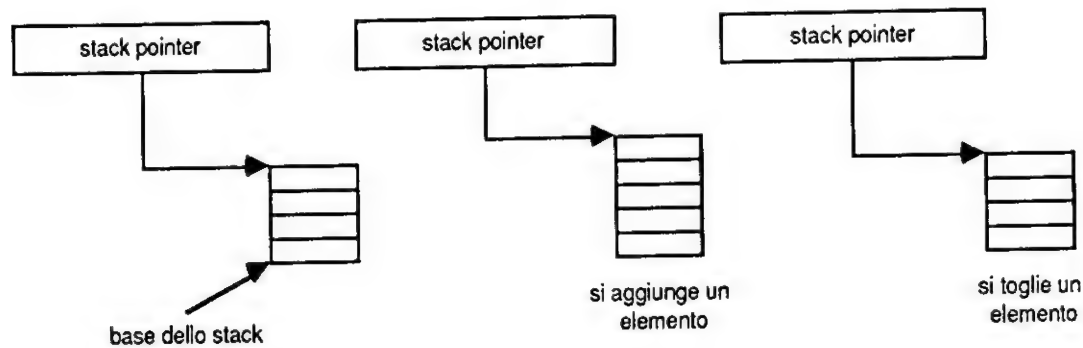 stack pointer
stack pointer
stack pointer
base dello stack
si aggiunge un
elemento
si toglie un
elemento